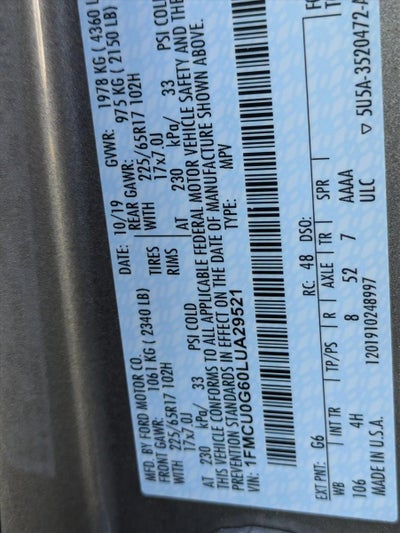 MFD. BY FORD MOTOR CO. DATE: 10/19 GVWR: 1978 KG ( 4360 L
FRONT GAWR: 1061 KG ( 2340 LB) REAR GAWR: 975 KG ( 2150 LB)
WITH 225/65R17 102H TIRES WITH 225/65R17 102H
17x7.0J RIMS 17x7.0J
AT 230 kPa/ 33 PSI COLD AT 230 kPa/ 33 PSI COLD
THIS VEHICLE CONFORMS TO ALL APPLICABLE FEDERAL MOTOR VEHICLE SAFETY AND THE
PREVENTION STANDARDS IN EFFECT ON THE DATE OF MANUFACTURE SHOWN ABOVE.
VIN: 1FMCU0G60LUA29521 TYPE: MPV
EXT PNT: G6 RC: 48 DSO:
WB | INT TR | TP/PS | R | AXLE | TR | SPR
106 4H 8 52 7 AAAA
1201910248997 ULC
MADE IN U.S.A. ▽ 5U5A-3520472-A